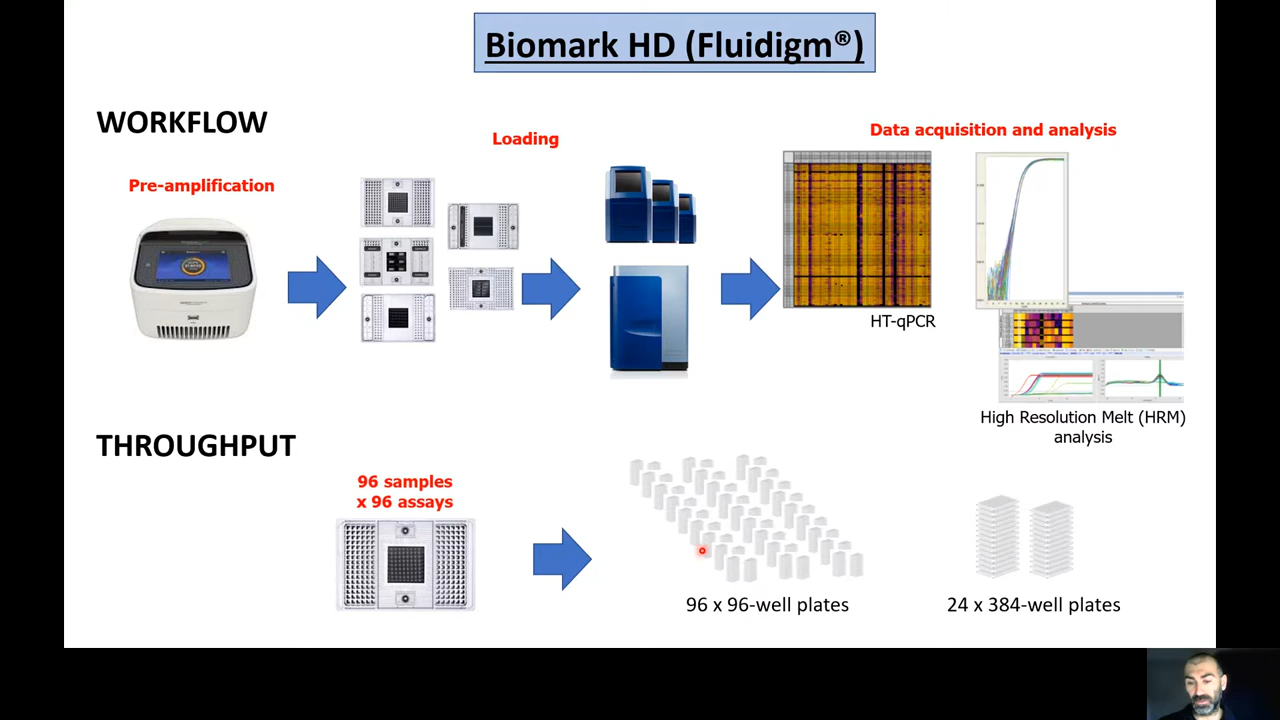 Biomark HD (Fluidigm®)
WORKFLOW
Pre-amplification
Loading
Data acquisition and analysis
HT-qPCR
High Resolution Melt (HRM)
analysis
THROUGHPUT
96 samples
x 96 assays
96 x 96-well plates
24 x 384-well plates